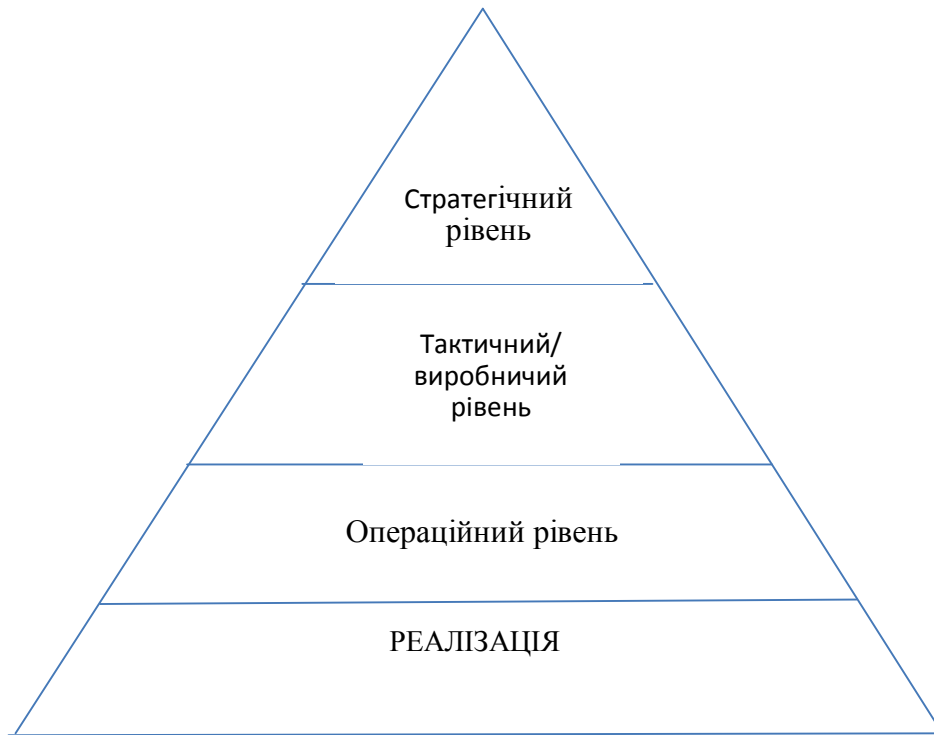 Стратегічний
рівень
Тактичний/
виробничий
рівень
Операційний рівень
РЕАЛІЗАЦІЯ